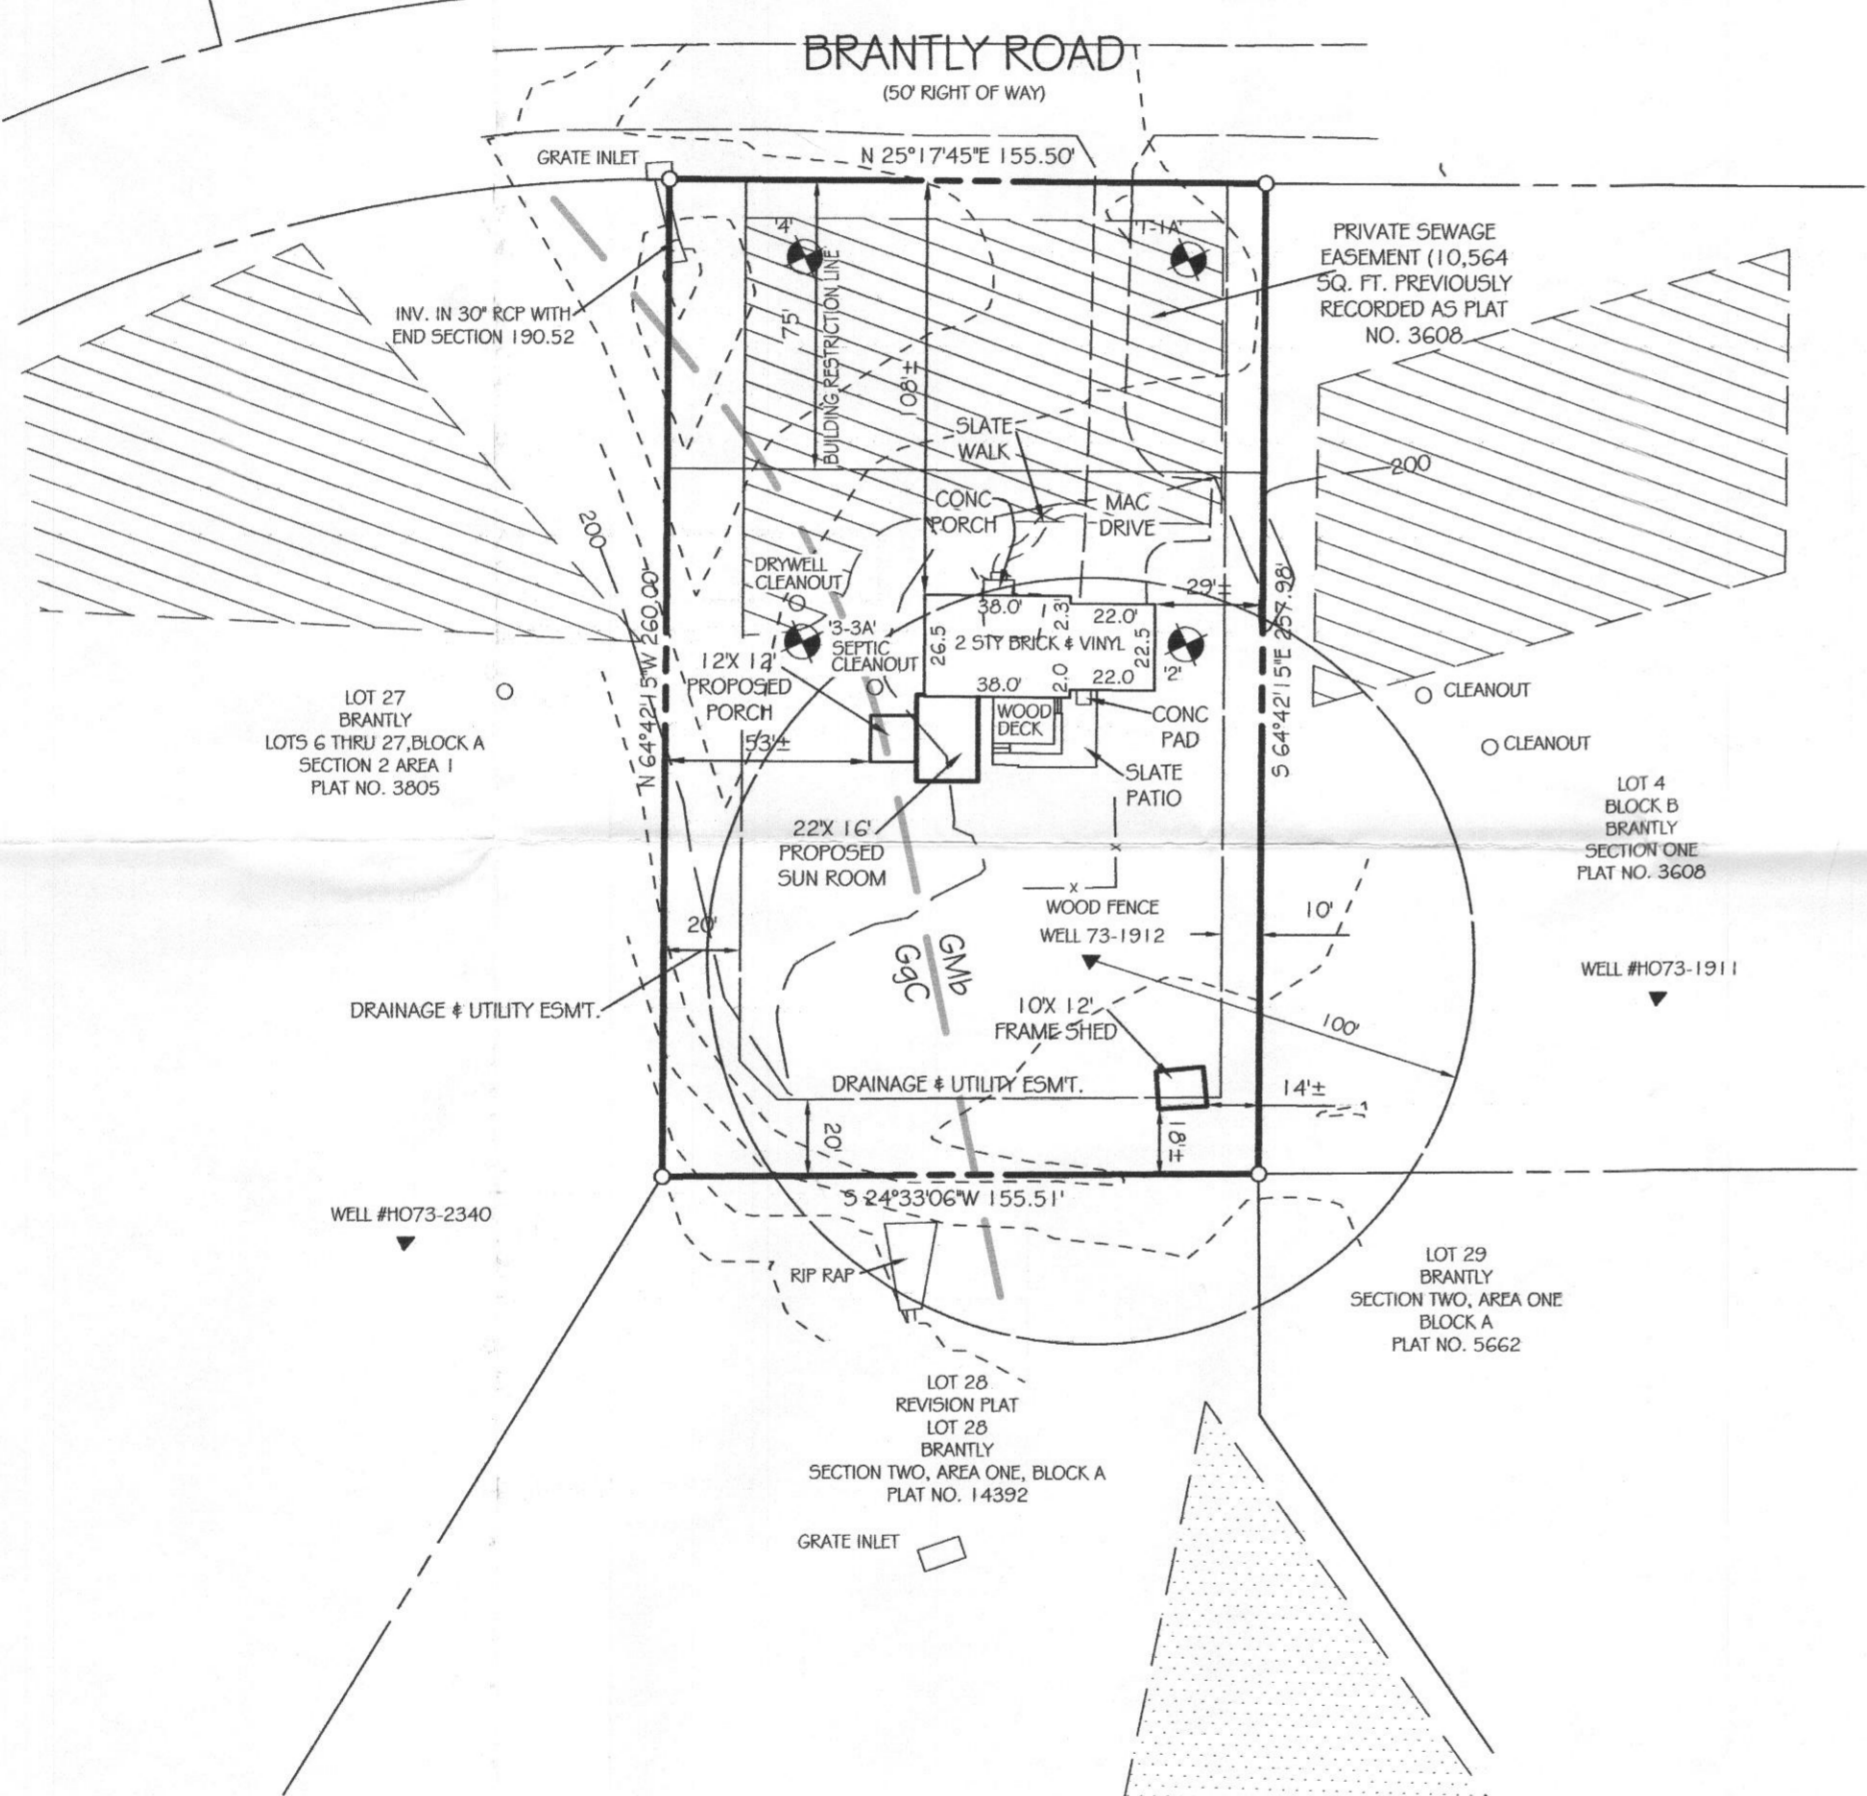 BRANTLY ROAD
(50' RIGHT OF WAY)
GRATE INLET
N 25°17'45"E 155.50'
'4'
'1-1A'
PRIVATE SEWAGE
EASEMENT (10,564
SQ. FT. PREVIOUSLY
RECORDED AS PLAT
NO. 3608
INV. IN 30" RCP WITH
END SECTION 190.52
75'
BUILDING RESTRICTION LINE
108'±
SLATE
WALK
200
CONC
PORCH
MAC
DRIVE
200
DRYWELL
CLEANOUT
29'±
N 64°42'15"W 260.00'
S 64°42'15"E 257.98'
38.0'
2.3'
22.0'
'3-3A'
SEPTIC
CLEANOUT
26.5
2 STY BRICK & VINYL
22.5
'2'
12'X 12'
PROPOSED
PORCH
38.0'
2.0
22.0
CLEANOUT
LOT 27
BRANTLY
LOTS 6 THRU 27,BLOCK A
SECTION 2 AREA 1
PLAT NO. 3805
WOOD
DECK
CONC
PAD
53'±
CLEANOUT
SLATE
PATIO
LOT 4
BLOCK B
BRANTLY
SECTION ONE
PLAT NO. 3608
22'X 16'
PROPOSED
SUN ROOM
x
x
WOOD FENCE
20'
WELL 73-1912
10'
GMb
GgC
WELL #HO73-1911
DRAINAGE & UTILITY ESM'T.
10'X 12'
FRAME SHED
100'
DRAINAGE & UTILITY ESM'T.
14'±
20'
18'±
S 24°33'06"W 155.51'
WELL #HO73-2340
RIP RAP
LOT 29
BRANTLY
SECTION TWO, AREA ONE
BLOCK A
PLAT NO. 5662
LOT 28
REVISION PLAT
LOT 28
BRANTLY
SECTION TWO, AREA ONE, BLOCK A
PLAT NO. 14392
GRATE INLET